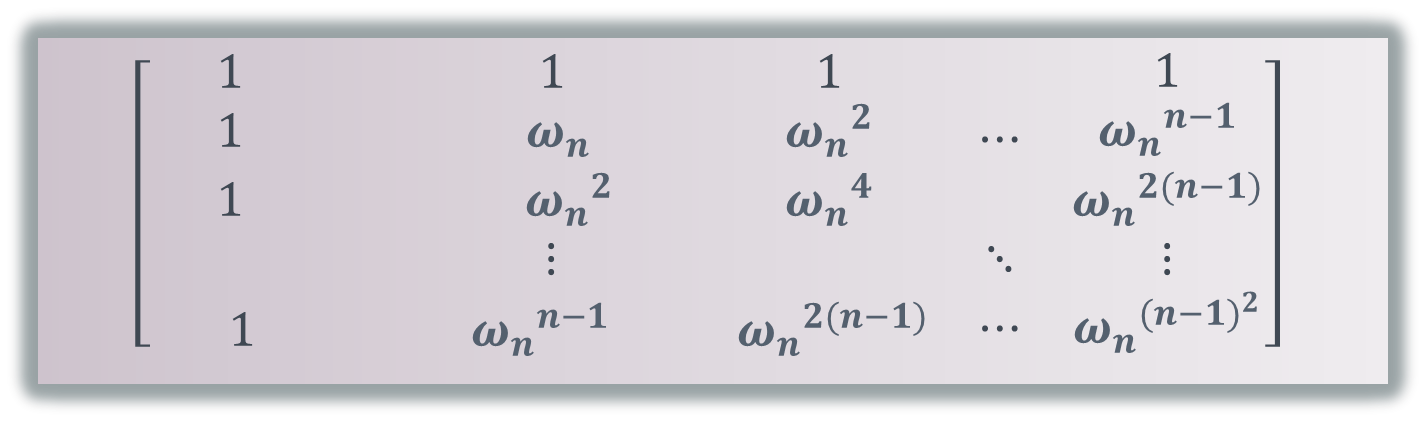 1 1 1 1
1 ωₙ ωₙ² ⋯ ωₙⁿ⁻¹
1 ωₙ² ωₙ⁴ ωₙ²⁽ⁿ⁻¹⁾
⋮ ⋱ ⋮
1 ωₙⁿ⁻¹ ωₙ²⁽ⁿ⁻¹⁾ ⋯ ωₙ^(n−1)²